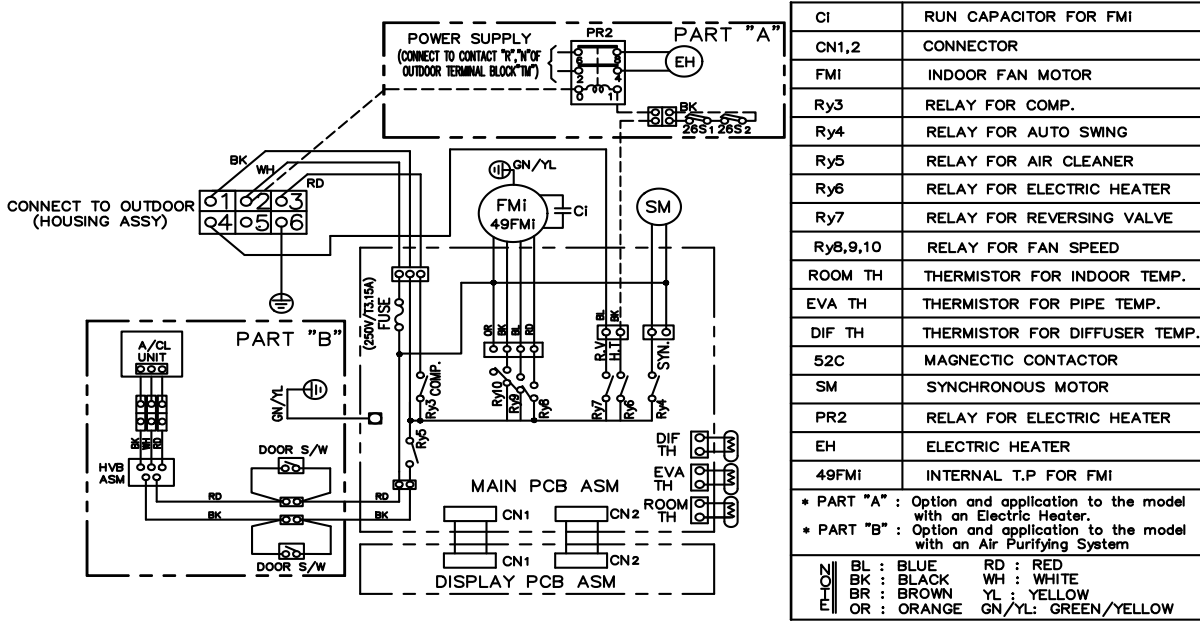 POWER SUPPLY
(CONNECT TO CONTACT "R","N"OF
OUTDOOR TERMINAL BLOCK"TM")
PR2
PART "A"
6 8
2 4
0 1
EH
BK
26S1 26S2
BK
WH
RD
1 2 3
4 5 6
CONNECT TO OUTDOOR
(HOUSING ASSY)
GN/YL
FMi
49FMi
Ci
SM
(250V/T3.15A)
FUSE
OR
BK
BL
RD
BL
BK
R.V
H.T
SYN.
COMP.
Ry3
Ry10
Ry9
Ry8
Ry7
Ry6
Ry4
Ry5
PART "B"
A/CL
UNIT
GN/YL
BK
WH
RD
HVB
ASM
DOOR S/W
RD
BK
DOOR S/W
RD
BK
DIF
TH
EVA
TH
ROOM
TH
MAIN PCB ASM
CN1
CN2
CN1
CN2
DISPLAY PCB ASM
Ci RUN CAPACITOR FOR FMi
CN1,2 CONNECTOR
FMi INDOOR FAN MOTOR
Ry3 RELAY FOR COMP.
Ry4 RELAY FOR AUTO SWING
Ry5 RELAY FOR AIR CLEANER
Ry6 RELAY FOR ELECTRIC HEATER
Ry7 RELAY FOR REVERSING VALVE
Ry8,9,10 RELAY FOR FAN SPEED
ROOM TH THERMISTOR FOR INDOOR TEMP.
EVA TH THERMISTOR FOR PIPE TEMP.
DIF TH THERMISTOR FOR DIFFUSER TEMP.
52C MAGNECTIC CONTACTOR
SM SYNCHRONOUS MOTOR
PR2 RELAY FOR ELECTRIC HEATER
EH ELECTRIC HEATER
49FMi INTERNAL T.P FOR FMi
* PART "A" : Option and application to the model
with an Electric Heater.
* PART "B" : Option and application to the model
with an Air Purifying System
NOTE
BL : BLUE RD : RED
BK : BLACK WH : WHITE
BR : BROWN YL : YELLOW
OR : ORANGE GN/YL: GREEN/YELLOW